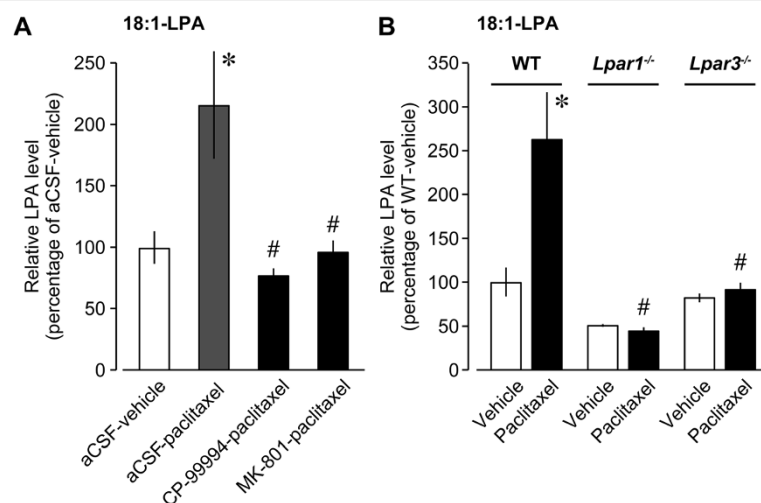 A
18:1-LPA
Relative LPA level
(percentage of aCSF-vehicle)
250
200
150
100
50
0
*
#
#
aCSF-vehicle
aCSF-paclitaxel
CP-99994-paclitaxel
MK-801-paclitaxel
B
18:1-LPA
Relative LPA level
(percentage of WT-vehicle)
350
300
250
200
150
100
50
0
WT
Lpar1-/-
Lpar3-/-
*
#
#
Vehicle
Paclitaxel
Vehicle
Paclitaxel
Vehicle
Paclitaxel